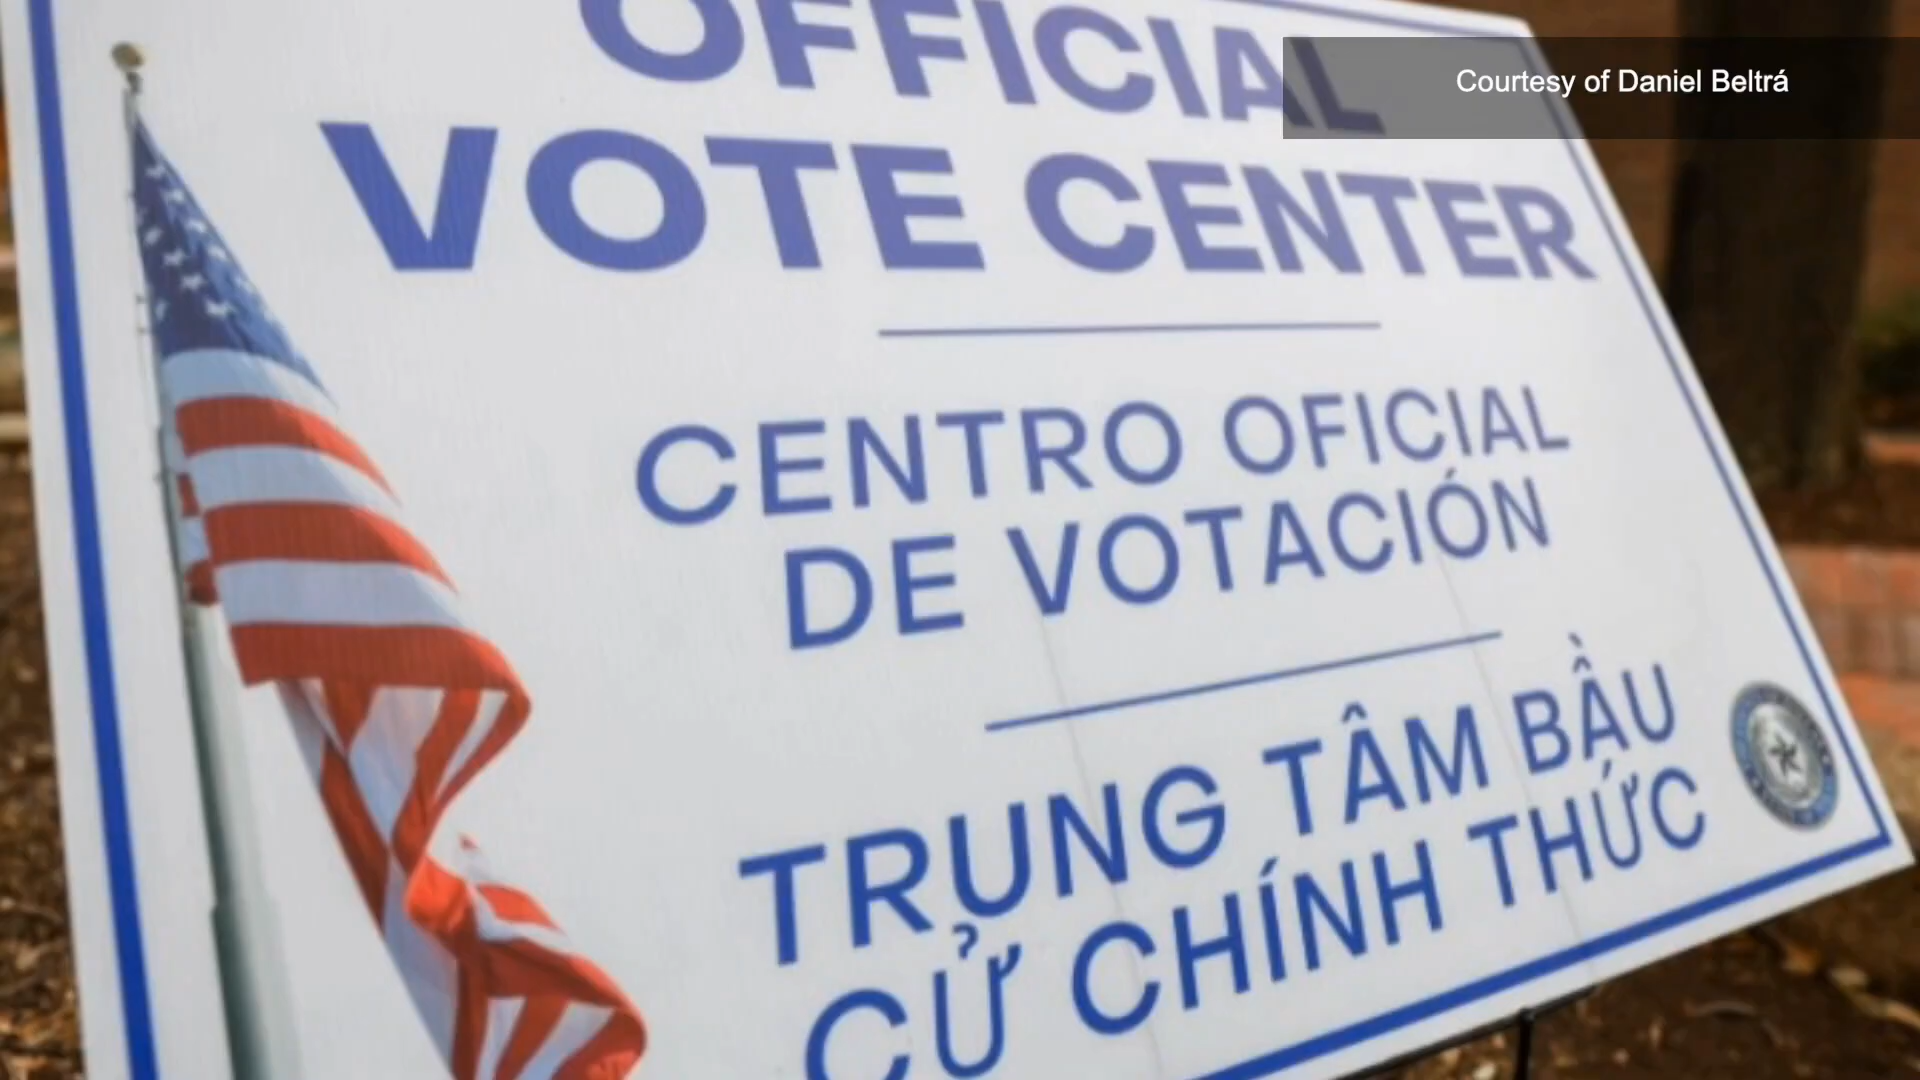 Courtesy of Daniel Beltrá
OFFICIAL
VOTE CENTER
CENTRO OFICIAL
DE VOTACIÓN
TRUNG TÂM BẦU
CỬ CHÍNH THỨC